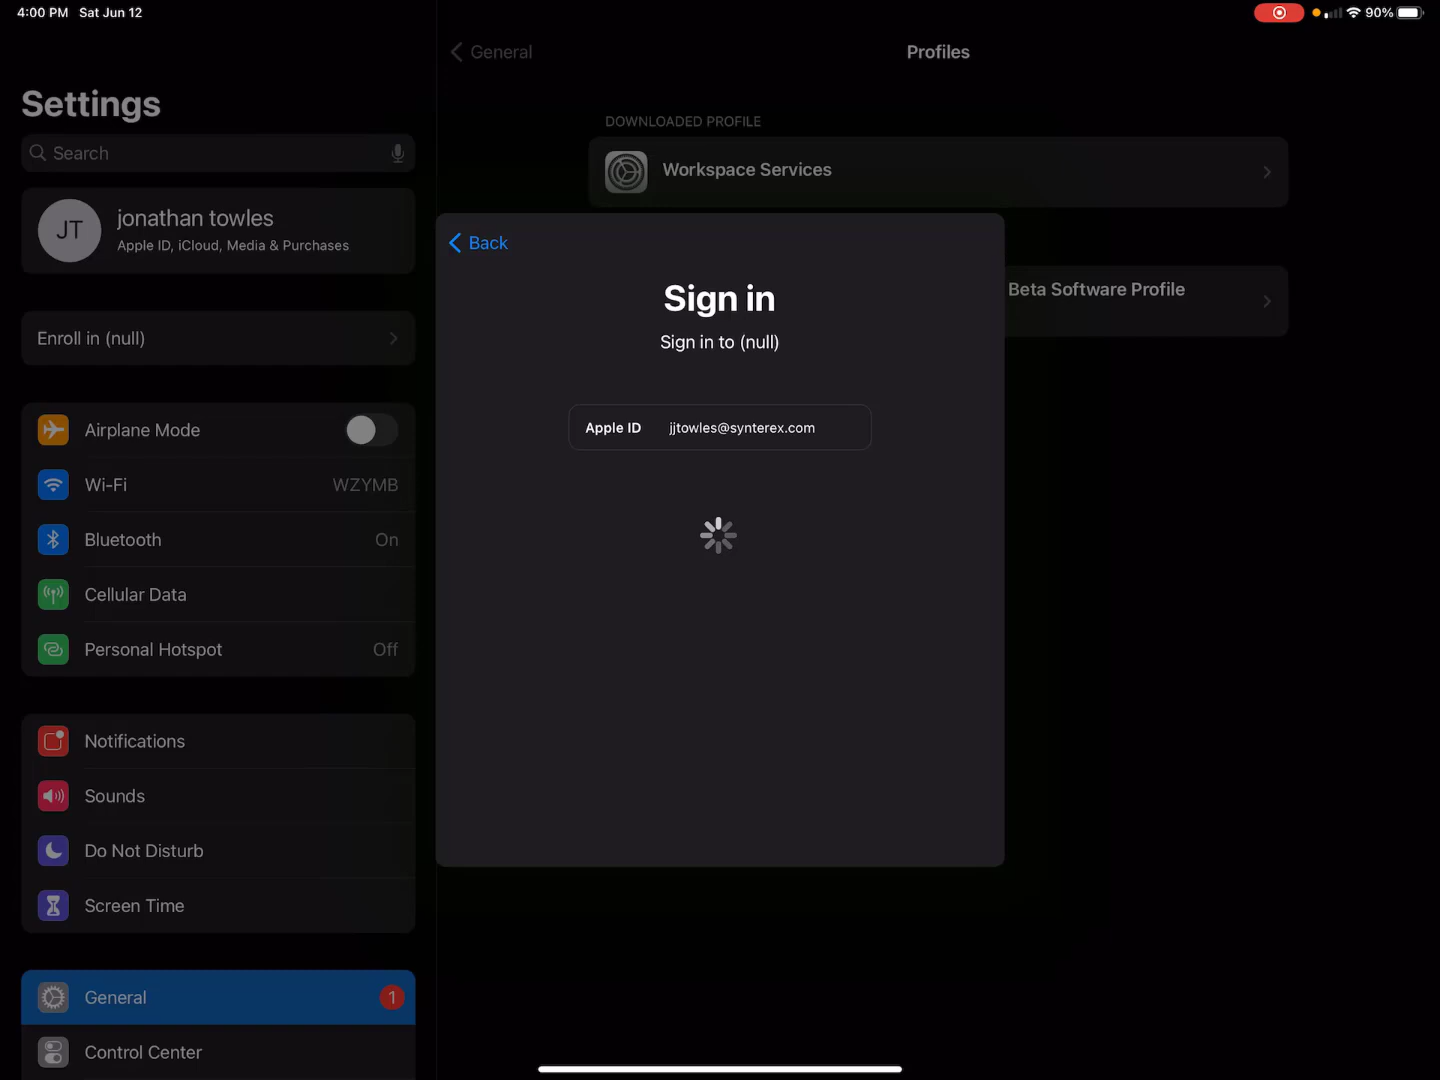 4:00 PM Sat Jun 12
90%
Settings
Search
JT
jonathan towles
Apple ID, iCloud, Media & Purchases
Enroll in (null)
Airplane Mode
Wi-Fi WZYMB
Bluetooth On
Cellular Data
Personal Hotspot Off
Notifications
Sounds
Do Not Disturb
Screen Time
General 1
Control Center
General
Profiles
DOWNLOADED PROFILE
Workspace Services
Beta Software Profile
Back
Sign in
Sign in to (null)
Apple ID jjtowles@synterex.com